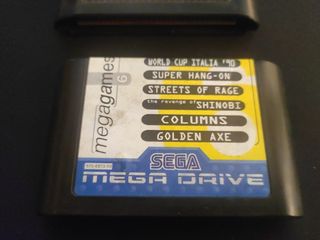 megagames
6
WORLD CUP ITALIA '90
SUPER HANG-ON
STREETS OF RAGE
the revenge of SHINOBI
COLUMNS
GOLDEN AXE
SEGA
MEGA DRIVE